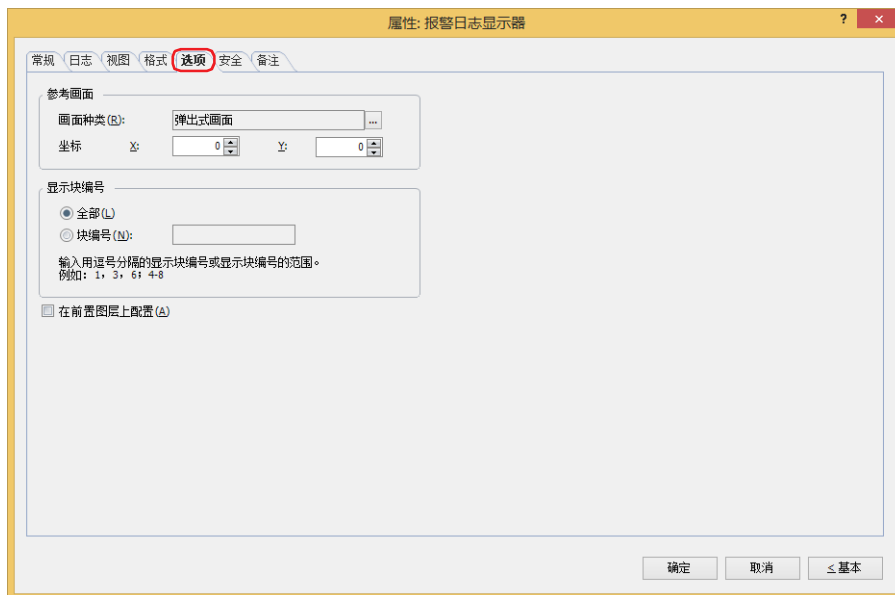 属性: 报警日志显示器
? ×
常规 日志 视图 格式 选项 安全 备注
参考画面
画面种类(R): 弹出式画面 ...
坐标 X: 0 Y: 0
显示块编号
全部(L)
块编号(N):
输入用逗号分隔的显示块编号或显示块编号的范围。
例如: 1, 3, 6; 4-8
在前置图层上配置(A)
确定 取消 < 基本